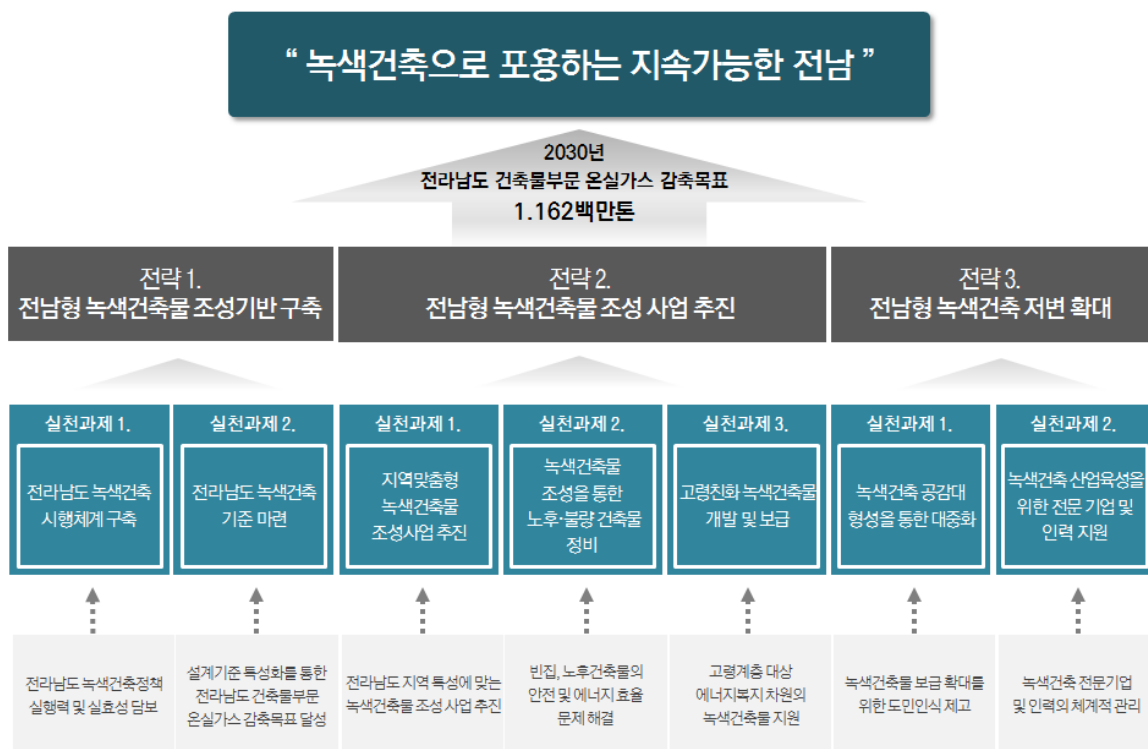 “ 녹색건축으로 포용하는 지속가능한 전남 ”
2030년
전라남도 건축물부문 온실가스 감축목표
1.162백만톤
전략 1.
전남형 녹색건축물 조성기반 구축
전략 2.
전남형 녹색건축물 조성 사업 추진
전략 3.
전남형 녹색건축 저변 확대
실천과제 1.
전라남도 녹색건축
시행체계 구축
실천과제 2.
전라남도 녹색건축
기준 마련
실천과제 1.
지역맞춤형
녹색건축물
조성사업 추진
실천과제 2.
녹색건축물
조성을 통한
노후·불량 건축물
정비
실천과제 3.
고령친화 녹색건축물
개발 및 보급
실천과제 1.
녹색건축 공감대
형성을 통한 대중화
실천과제 2.
녹색건축 산업육성을
위한 전문 기업 및
인력 지원
전라남도 녹색건축정책
실행력 및 실효성 담보
설계기준 특성화를 통한
전라남도 건축물부문
온실가스 감축목표 달성
전라남도 지역 특성에 맞는
녹색건축물 조성 사업 추진
빈집, 노후건축물의
안전 및 에너지 효율
문제 해결
고령계층 대상
에너지복지 차원의
녹색건축물 지원
녹색건축물 보급 확대를
위한 도민인식 제고
녹색건축 전문기업
및 인력의 체계적 관리